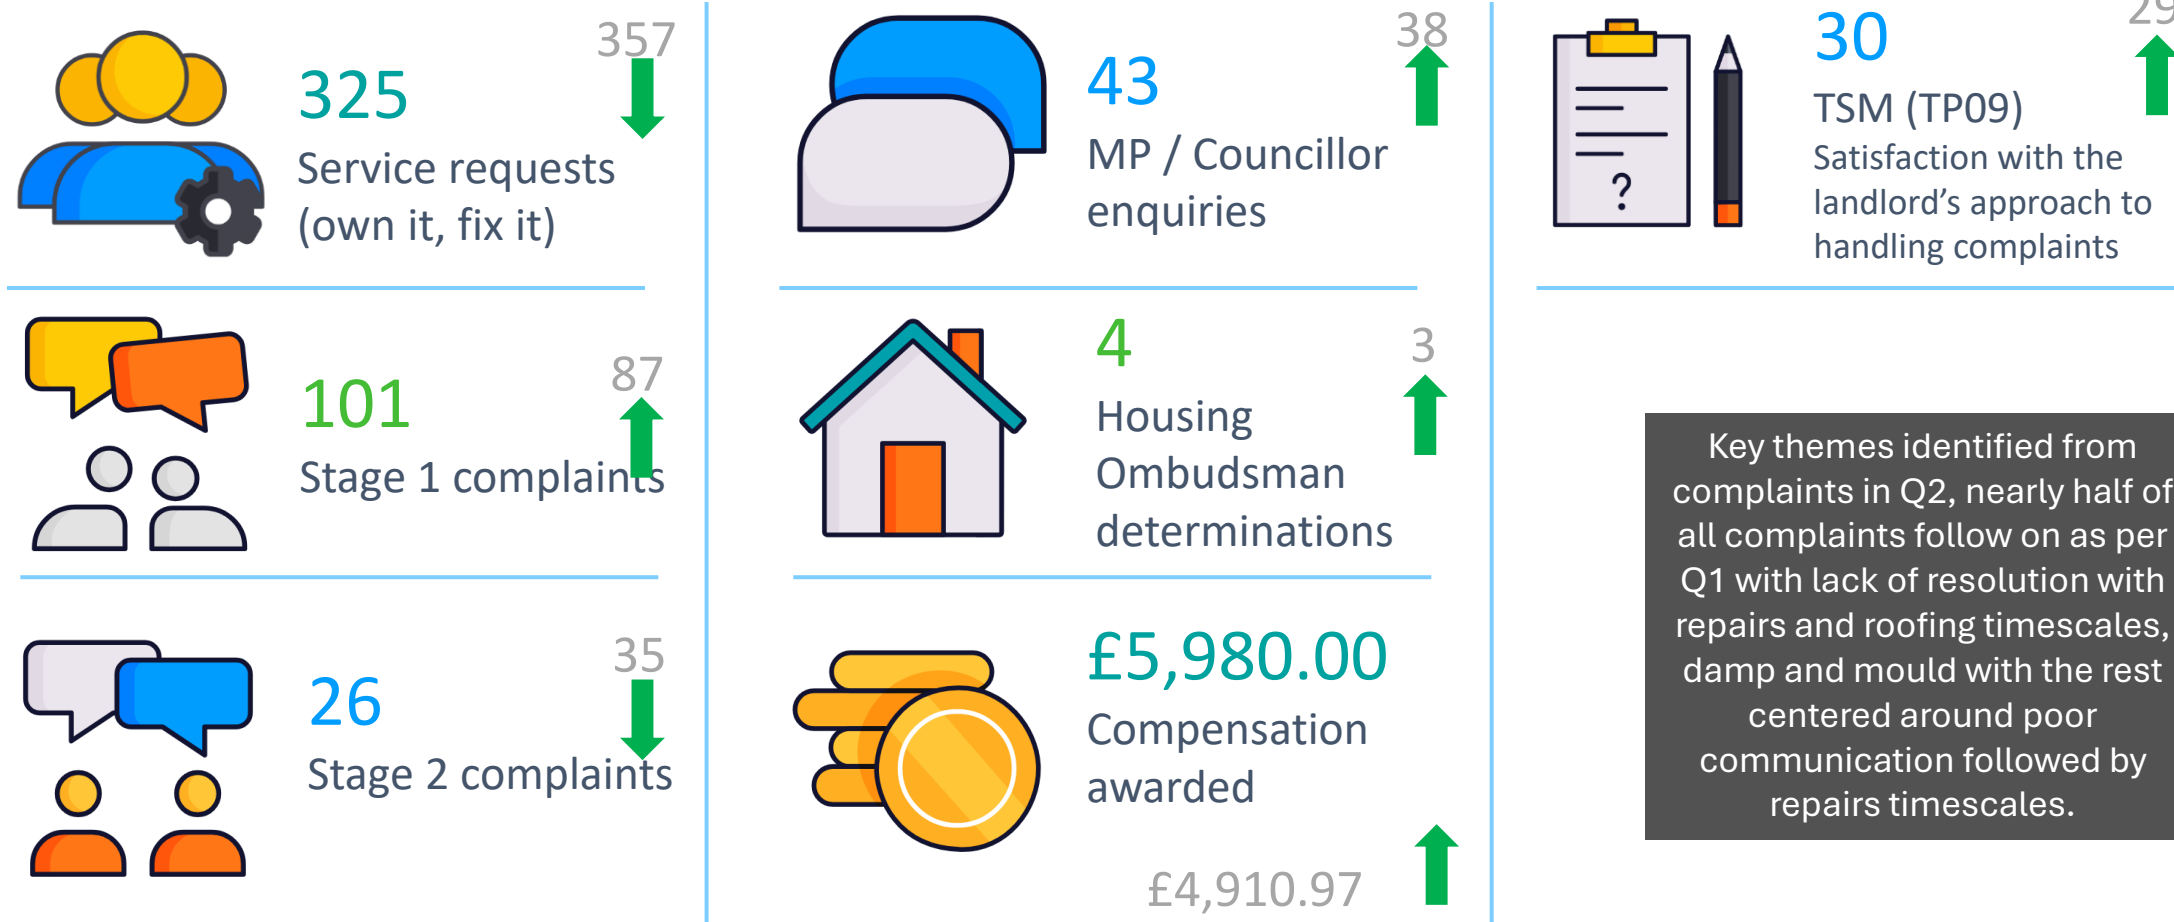 357
325
Service requests
(own it, fix it)
87
101
Stage 1 complaints
35
26
Stage 2 complaints
38
43
MP / Councillor
enquiries
3
4
Housing
Ombudsman
determinations
£5,980.00
Compensation
awarded
£4,910.97
29
30
TSM (TP09)
Satisfaction with the
landlord’s approach to
handling complaints
?
Key themes identified from
complaints in Q2, nearly half of
all complaints follow on as per
Q1 with lack of resolution with
repairs and roofing timescales,
damp and mould with the rest
centered around poor
communication followed by
repairs timescales.